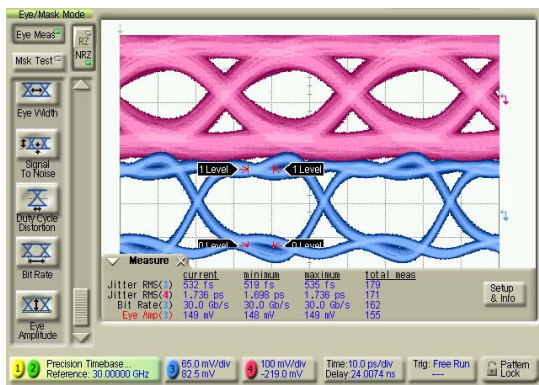 Eye/Mask Mode
Eye Meas
RZ
NRZ
Msk Test
Eye Width
Signal
To Noise
Duty Cycle
Distortion
Bit Rate
Eye
Amplitude
1 Level
1 Level
0 Level
0 Level
Measure
current minimum maximum total meas
Jitter RMS(3) 532 fs 519 fs 535 fs 179
Jitter RMS(4) 1.736 ps 1.698 ps 1.736 ps 171
Bit Rate(3) 30.0 Gb/s 30.0 Gb/s 30.0 Gb/s 162
Eye Amp(3) 149 mV 148 mV 149 mV 155
Setup
& Info
1 2 Precision Timebase...
Reference: 30.00000 GHz
3 65.0 mV/div
82.5 mV
4 100 mV/div
-219.0 mV
Time:10.0 ps/div
Delay:24.0074 ns
Trig: Free Run
---
Pattern
Lock